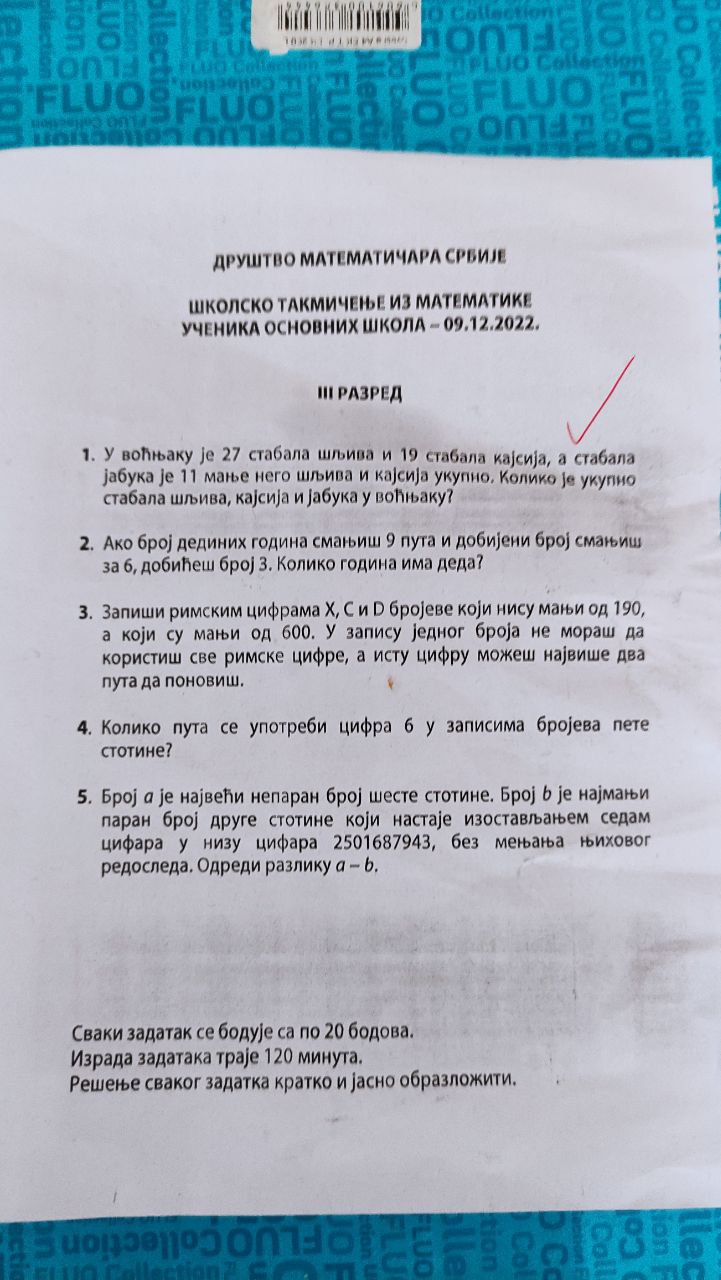 FLUO Collection
FLUO
FLUO
FLUO
Collection
ДРУШТВО МАТЕМАТИЧАРА СРБИЈЕ
ШКОЛСКО ТАКМИЧЕЊЕ ИЗ МАТЕМАТИКЕ
УЧЕНИКА ОСНОВНИХ ШКОЛА – 09.12.2022.
III РАЗРЕД
1. У воћњаку је 27 стабала шљива и 19 стабала кајсија, а стабала
јабука је 11 мање него шљива и кајсија укупно. Колико је укупно
стабала шљива, кајсија и јабука у воћњаку?
2. Ако број дединих година смањиш 9 пута и добијени број смањиш
за 6, добићеш број 3. Колико година има деда?
3. Запиши римским цифрама X, C и D бројеве који нису мањи од 190,
а који су мањи од 600. У запису једног броја не мораш да
користиш све римске цифре, а исту цифру можеш највише два
пута да поновиш.
4. Колико пута се употреби цифра 6 у записима бројева пете
стотине?
5. Број a је највећи непаран број шесте стотине. Број b је најмањи
паран број друге стотине који настаје изостављањем седам
цифара у низу цифара 2501687943, без мењања њиховог
редоследа. Одреди разлику a – b.
Сваки задатак се бодује са по 20 бодова.
Израда задатака траје 120 минута.
Решење сваког задатка кратко и јасно образложити.
FLUO Collection